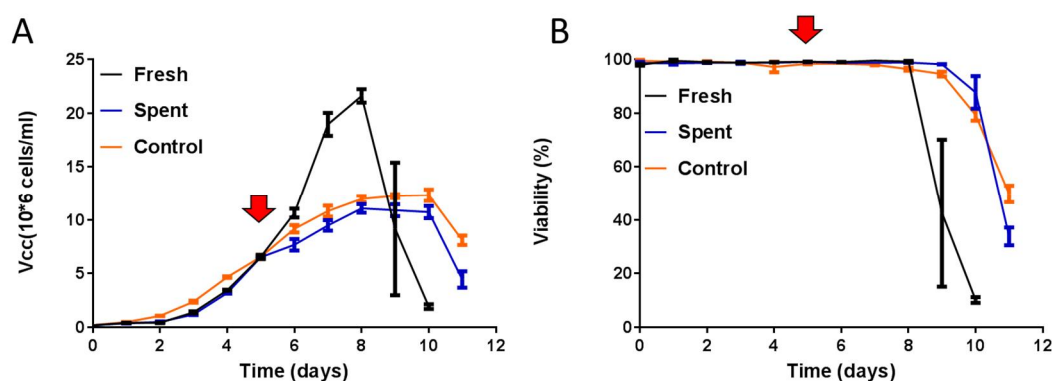 A
Vcc(10*6 cells/ml)
25
20
15
10
5
0
Fresh
Spent
Control
0 2 4 6 8 10 12
Time (days)
B
Viability (%)
100
80
60
40
20
0
Fresh
Spent
Control
0 2 4 6 8 10 12
Time (days)